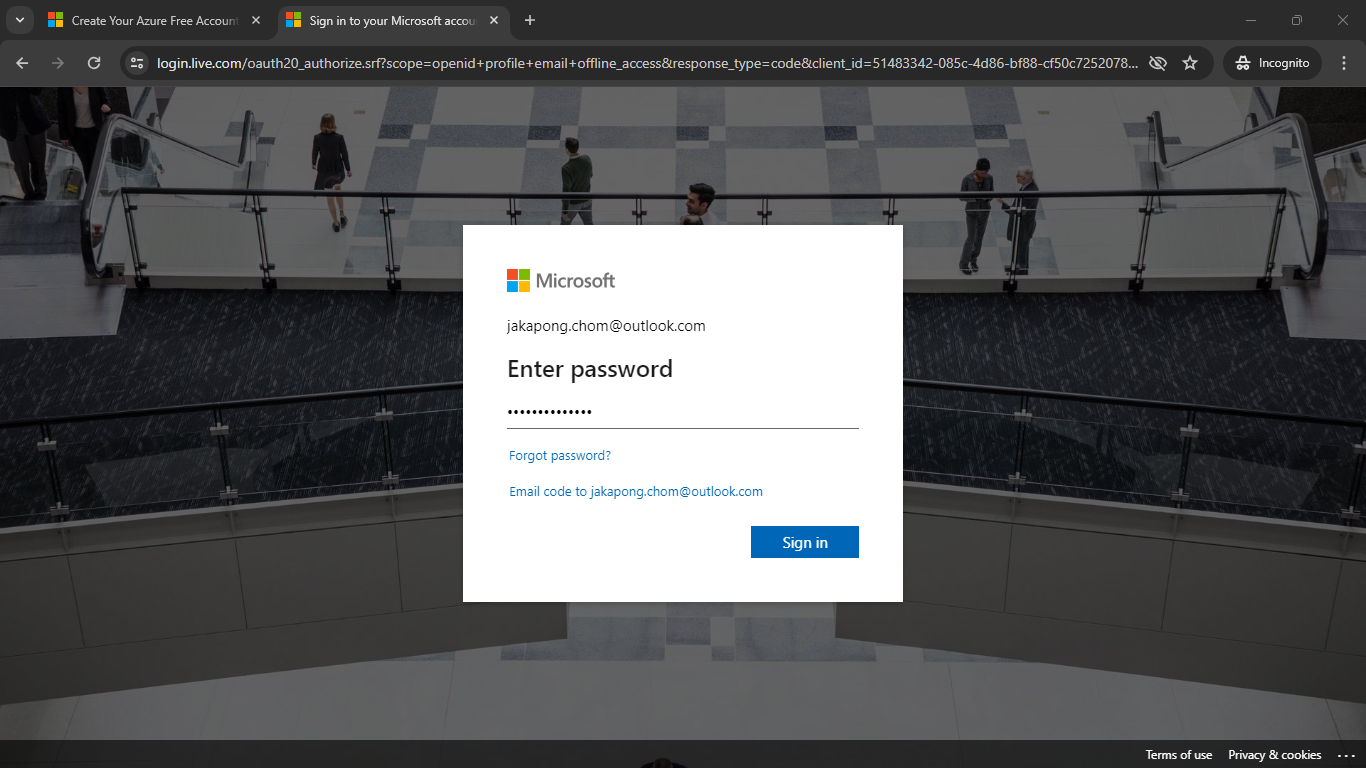 Create Your Azure Free Account
Sign in to your Microsoft accou
login.live.com/oauth20_authorize.srf?scope=openid+profile+email+offline_access&response_type=code&client_id=51483342-085c-4d86-bf88-cf50c7252078...
Incognito
Microsoft
jakapong.chom@outlook.com
Enter password
••••••••••••••
Forgot password?
Email code to jakapong.chom@outlook.com
Sign in
Terms of use Privacy & cookies ...